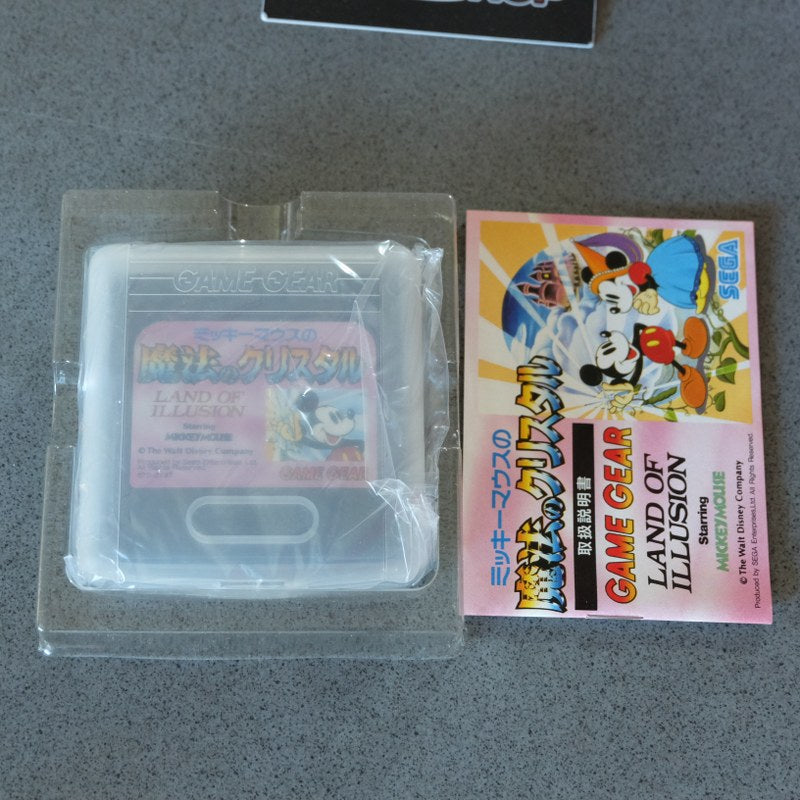 GAME GEAR
ミッキーマウスの
魔法のクリスタル
LAND OF
ILLUSION
Starring
MICKEY MOUSE
© The Walt Disney Company
GAME GEAR
SEGA
ミッキーマウスの
魔法のクリスタル
取扱説明書
GAME GEAR
LAND OF
ILLUSION
Starring
MICKEY MOUSE
© The Walt Disney Company
Produced by SEGA Enterprises,Ltd. All Rights Reserved.